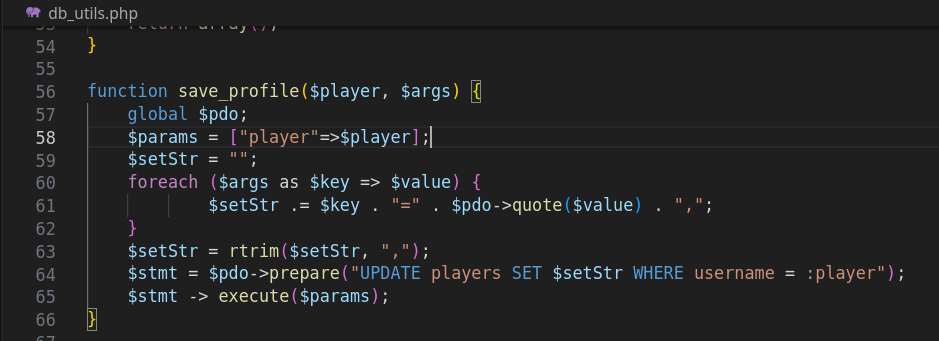 db_utils.php
53 return array();
54 }
55
56 function save_profile($player, $args) {
57 global $pdo;
58 $params = ["player"=>$player];
59 $setStr = "";
60 foreach ($args as $key => $value) {
61 $setStr .= $key . "=" . $pdo->quote($value) . ",";
62 }
63 $setStr = rtrim($setStr, ",");
64 $stmt = $pdo->prepare("UPDATE players SET $setStr WHERE username = :player");
65 $stmt -> execute($params);
66 }
67